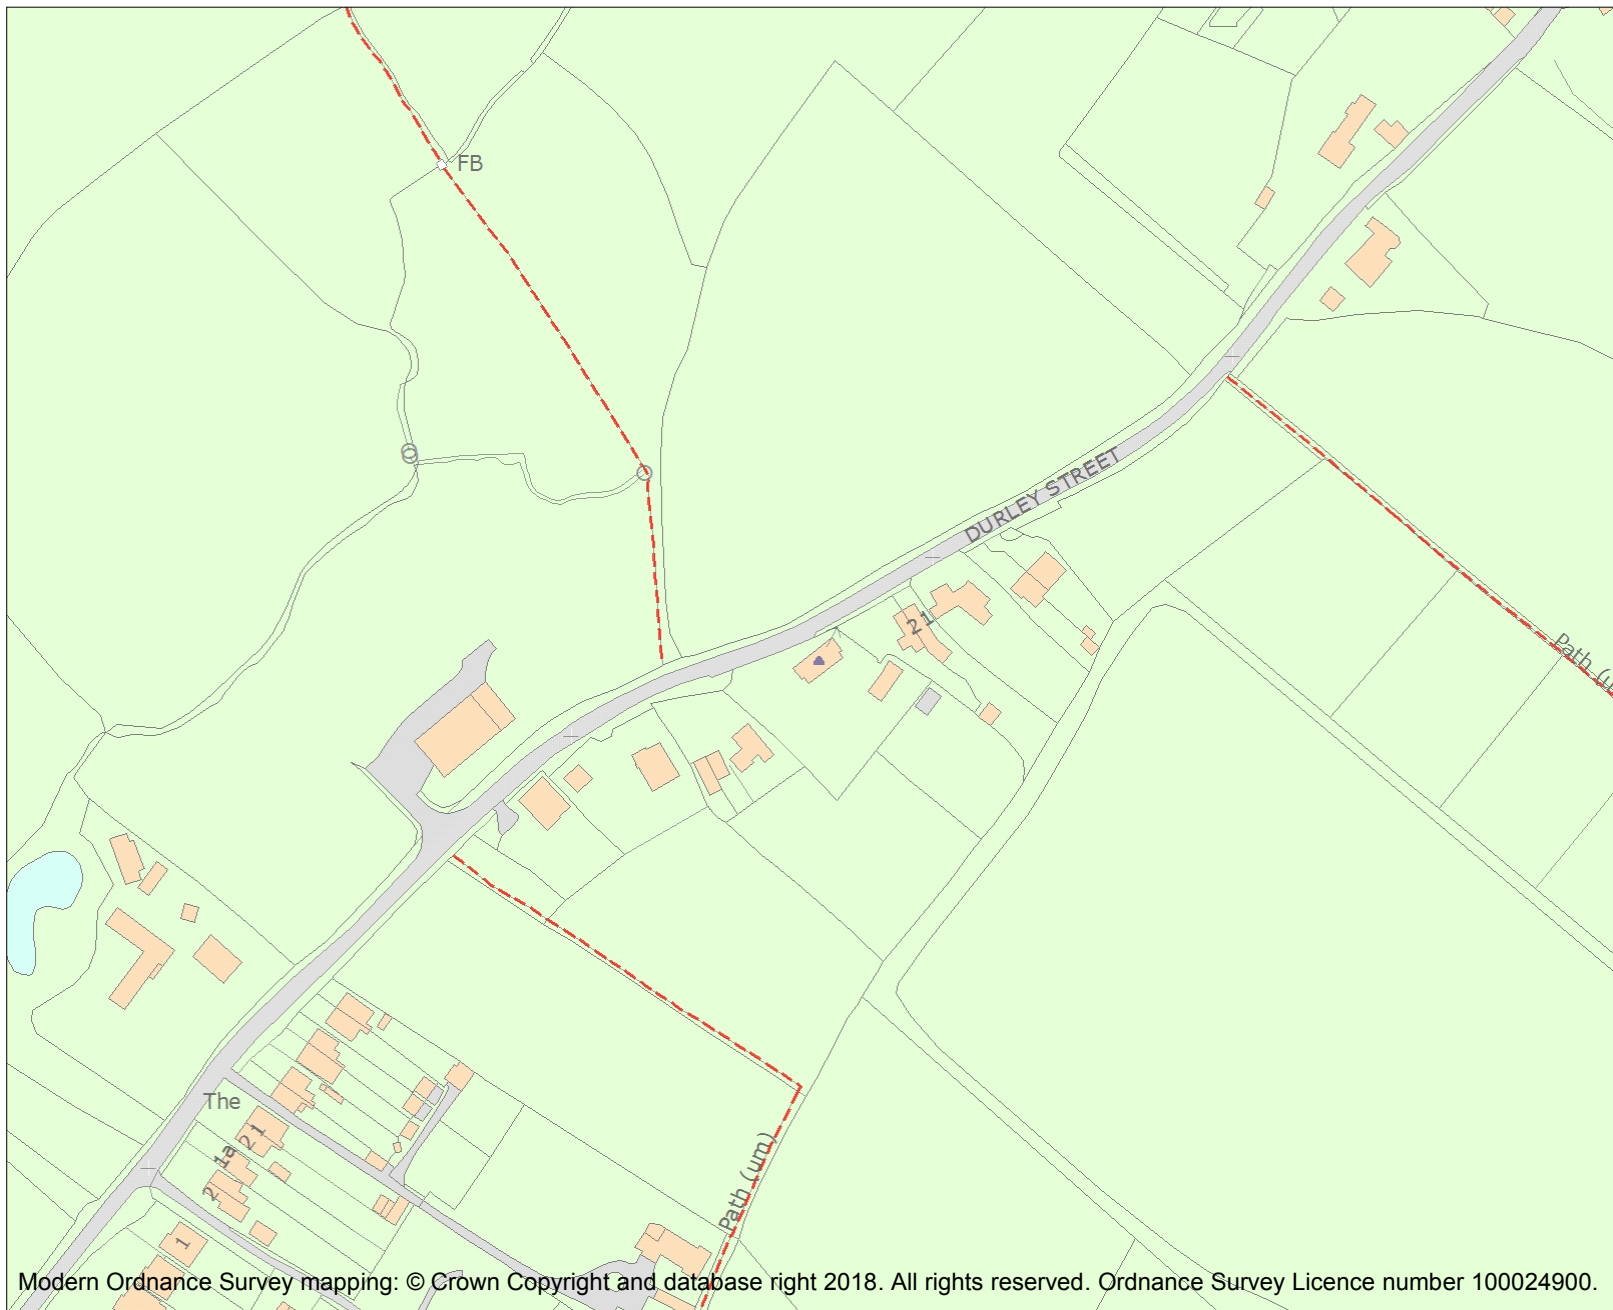 FB
DURLEY STREET
21
Path (u
The
21
1a
2
Path (um)
1
Modern Ordnance Survey mapping: © Crown Copyright and database right 2018. All rights reserved. Ordnance Survey Licence number 100024900.